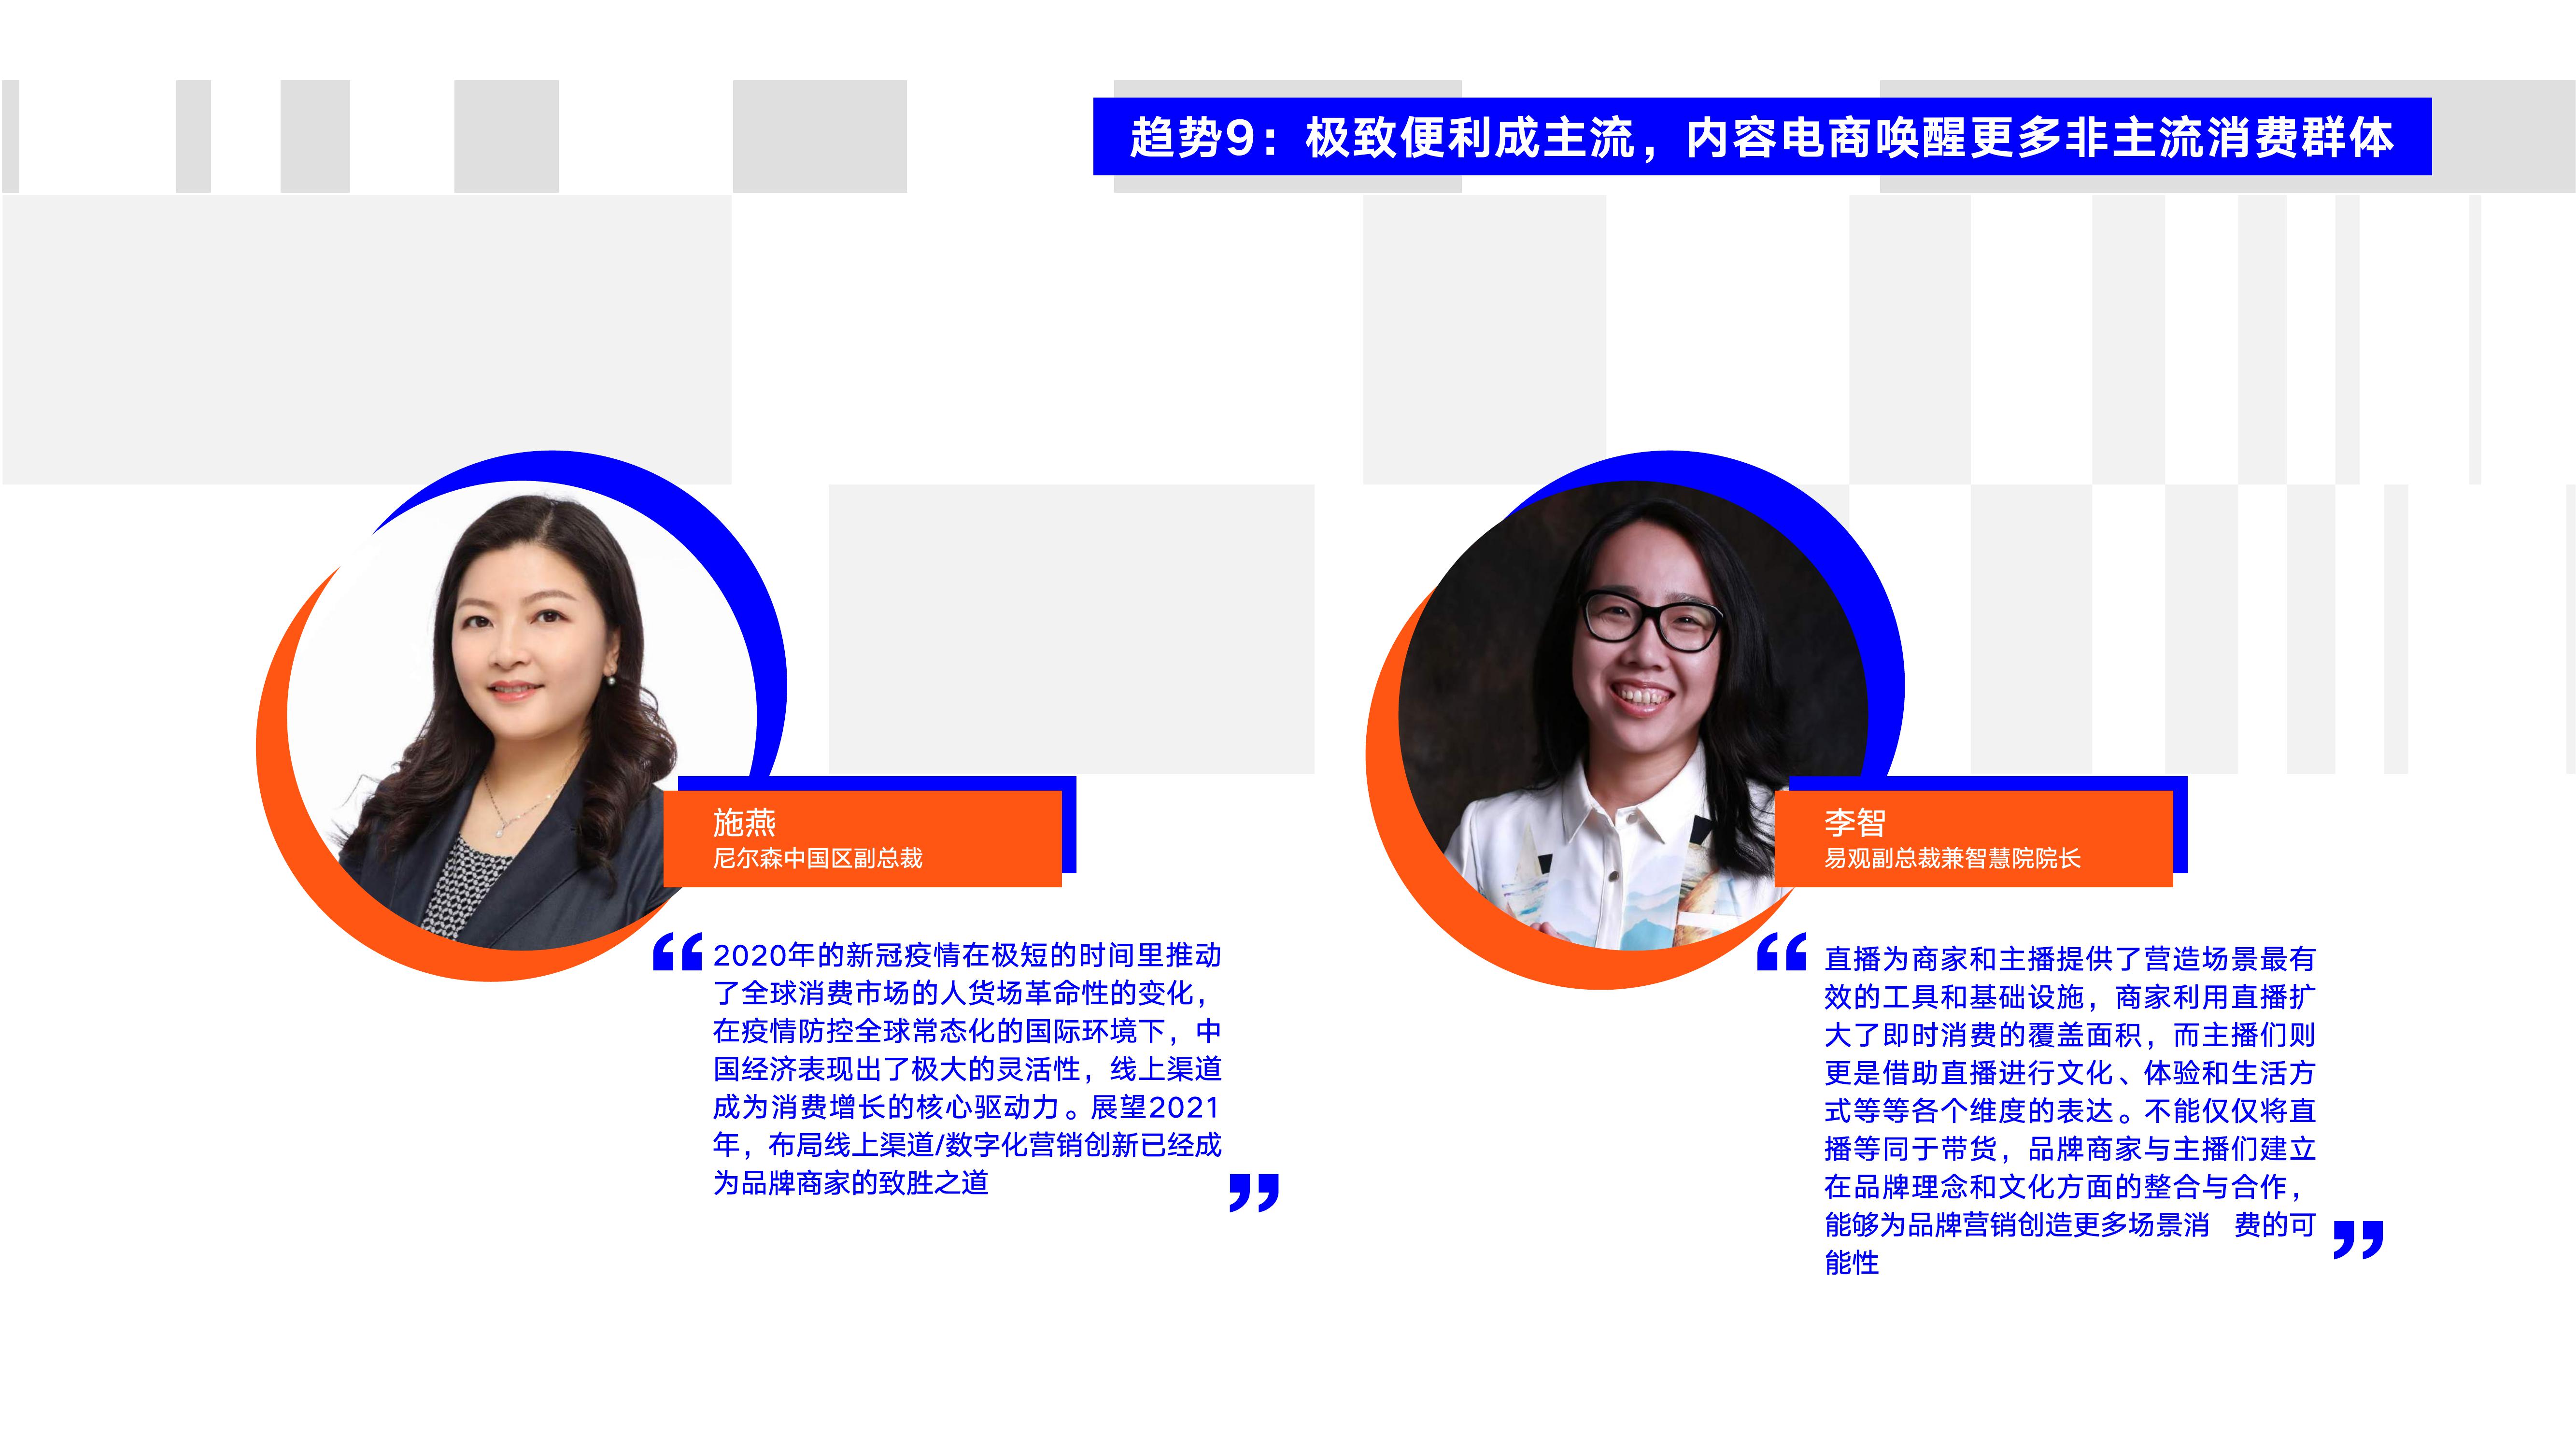 趋势9：极致便利成主流，内容电商唤醒更多非主流消费群体
施燕
尼尔森中国区副总裁
“2020年的新冠疫情在极短的时间里推动
了全球消费市场的人货场革命性的变化，
在疫情防控全球常态化的国际环境下，中
国经济表现出了极大的灵活性，线上渠道
成为消费增长的核心驱动力。展望2021
年，布局线上渠道/数字化营销创新已经成
为品牌商家的致胜之道”
李智
易观副总裁兼智慧院院长
“直播为商家和主播提供了营造场景最有
效的工具和基础设施，商家利用直播扩
大了即时消费的覆盖面积，而主播们则
更是借助直播进行文化、体验和生活方
式等等各个维度的表达。不能仅仅将直
播等同于带货，品牌商家与主播们建立
在品牌理念和文化方面的整合与合作，
能够为品牌营销创造更多场景消 费的可
能性”